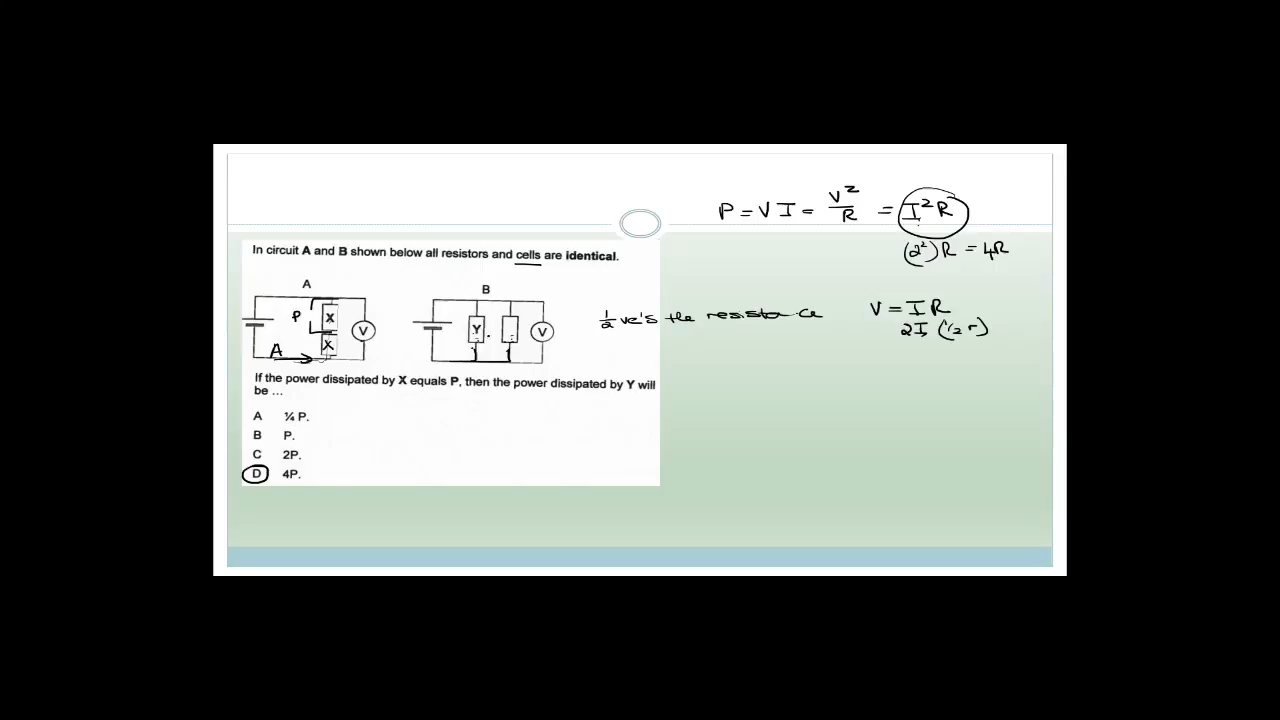 P = VI = V²/R = I²R
(2²)R = 4R
In circuit A and B shown below all resistors and cells are identical.
A
B
P
X
X
V
A
Y
V
½ ve's the resistance
V = IR
2I (½ r)
If the power dissipated by X equals P, then the power dissipated by Y will
be ...
A ¼ P.
B P.
C 2P.
D 4P.